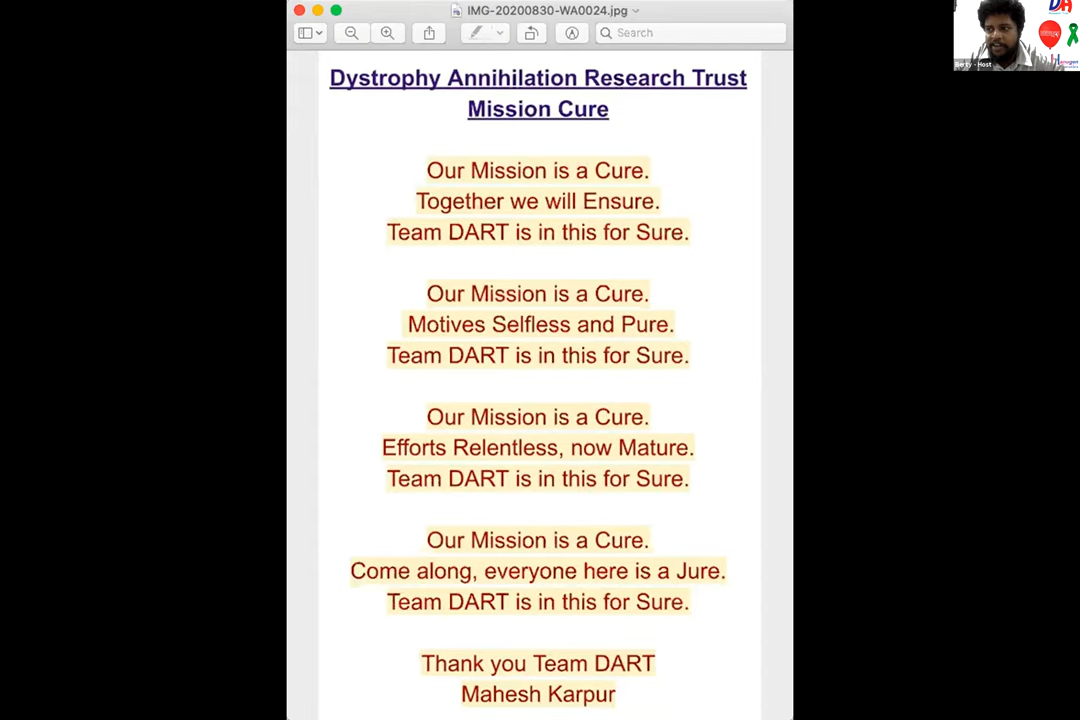 IMG-20200830-WA0024.jpg
Search
Dystrophy Annihilation Research Trust
Mission Cure
Our Mission is a Cure.
Together we will Ensure.
Team DART is in this for Sure.
Our Mission is a Cure.
Motives Selfless and Pure.
Team DART is in this for Sure.
Our Mission is a Cure.
Efforts Relentless, now Mature.
Team DART is in this for Sure.
Our Mission is a Cure.
Come along, everyone here is a Jure.
Team DART is in this for Sure.
Thank you Team DART
Mahesh Karpur
DA
Berty - Host